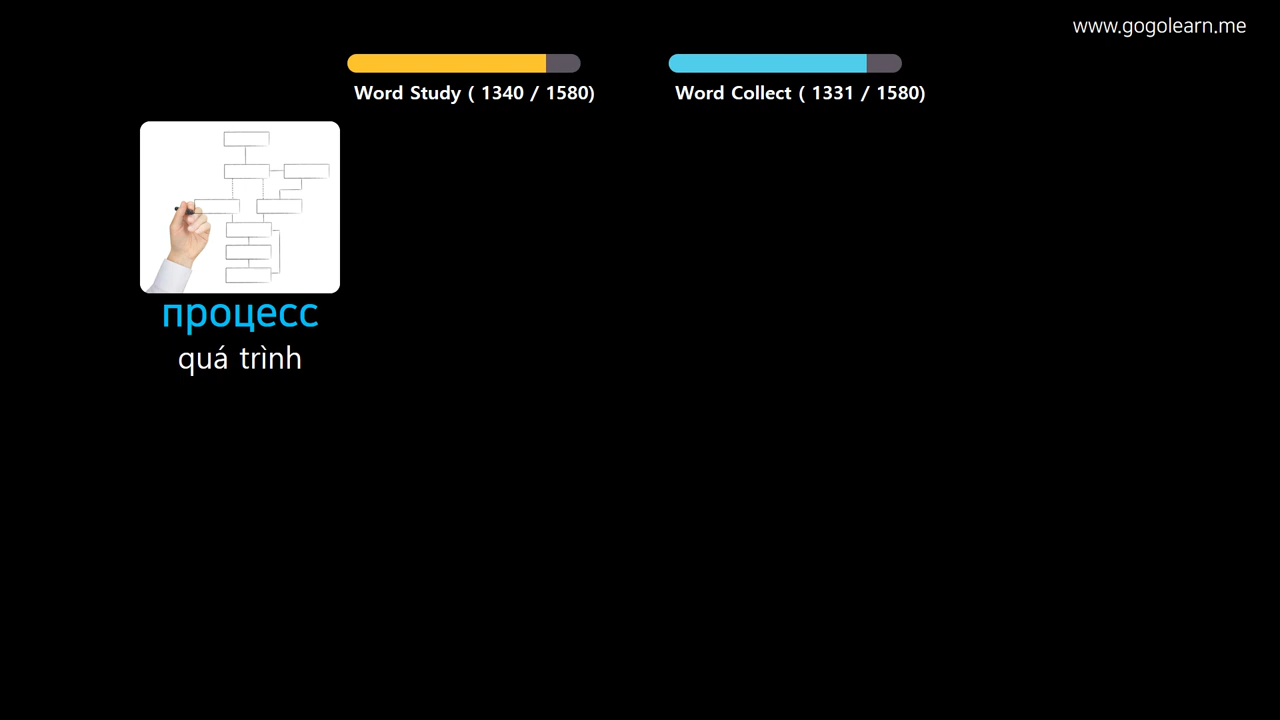 www.gogolearn.me
Word Study ( 1340 / 1580)
Word Collect ( 1331 / 1580)
процесс
quá trình